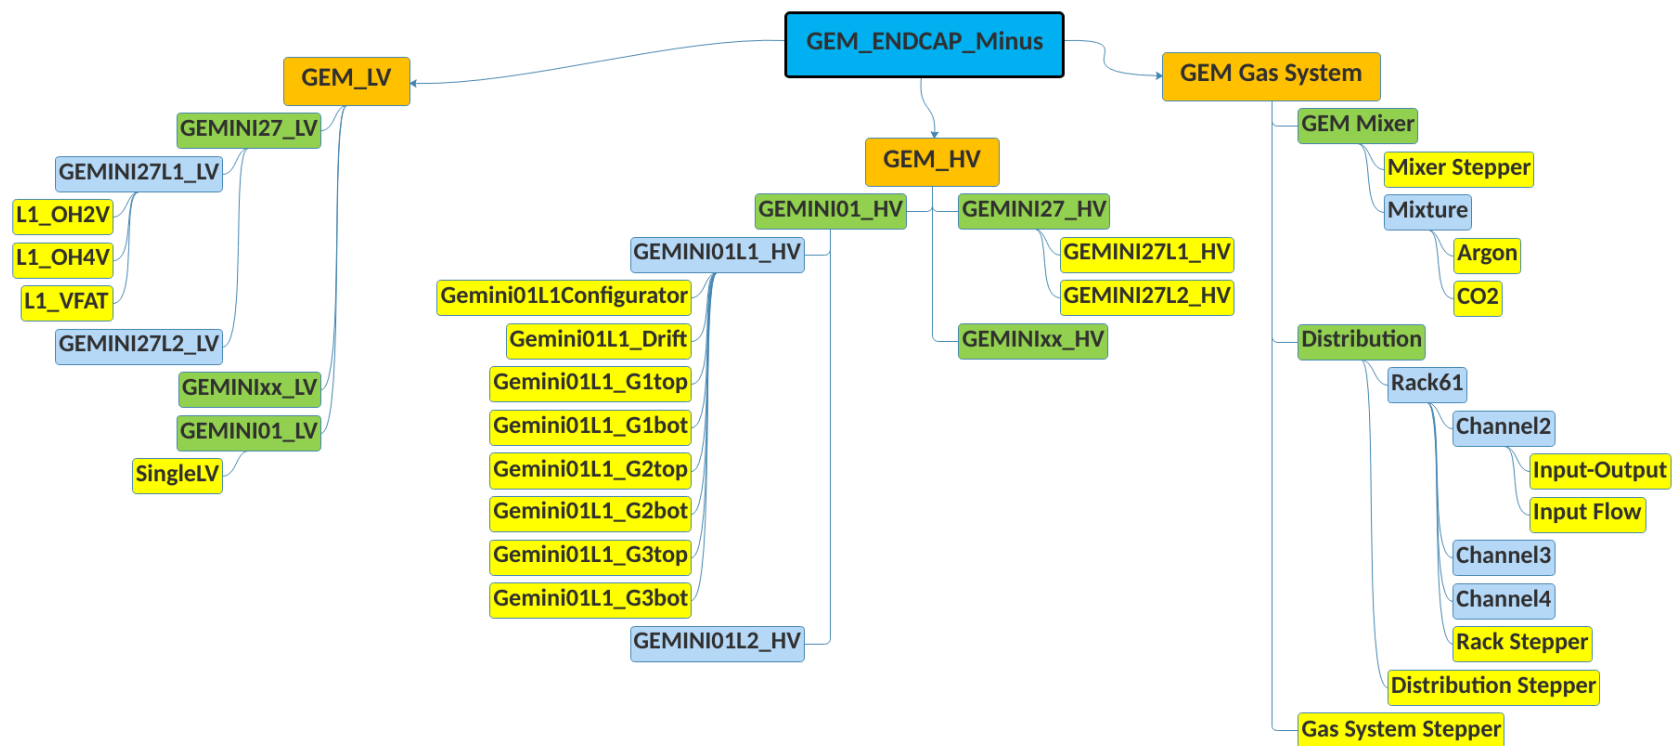 GEM_ENDCAP_Minus
GEM_LV
GEMINI27_LV
GEMINI27L1_LV
L1_OH2V
L1_OH4V
L1_VFAT
GEMINI27L2_LV
GEMINIxx_LV
GEMINI01_LV
SingleLV
GEM_HV
GEMINI01_HV
GEMINI01L1_HV
Gemini01L1Configurator
Gemini01L1_Drift
Gemini01L1_G1top
Gemini01L1_G1bot
Gemini01L1_G2top
Gemini01L1_G2bot
Gemini01L1_G3top
Gemini01L1_G3bot
GEMINI01L2_HV
GEMINI27_HV
GEMINI27L1_HV
GEMINI27L2_HV
GEMINIxx_HV
GEM Gas System
GEM Mixer
Mixer Stepper
Mixture
Argon
CO2
Distribution
Rack61
Channel2
Input-Output
Input Flow
Channel3
Channel4
Rack Stepper
Distribution Stepper
Gas System Stepper